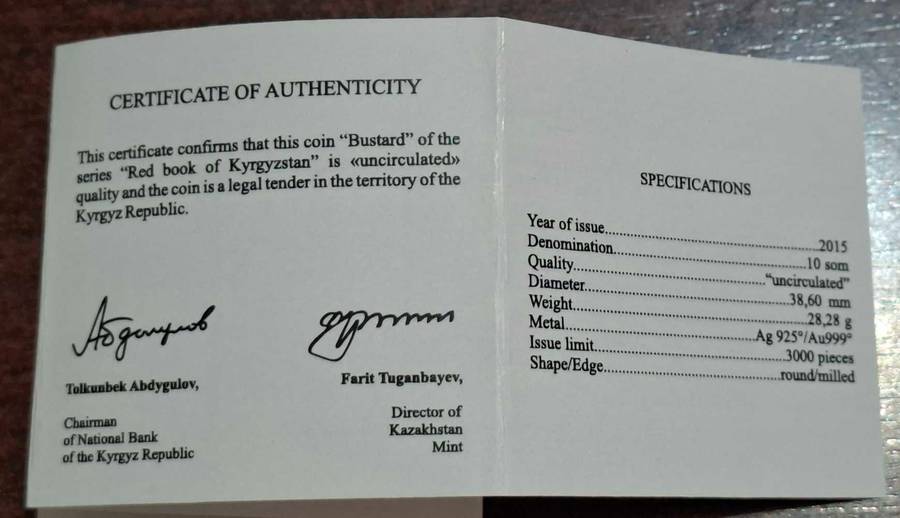 CERTIFICATE OF AUTHENTICITY
This certificate confirms that this coin “Bustard” of the
series “Red book of Kyrgyzstan” is «uncirculated»
quality and the coin is a legal tender in the territory of the
Kyrgyz Republic.
Абдыгулов
Tolkunbek Abdygulov,
Chairman
of National Bank
of the Kyrgyz Republic
Farit Tuganbayev,
Director of
Kazakhstan
Mint
SPECIFICATIONS
Year of issue....................2015
Denomination....................10 som
Quality....................“uncirculated”
Diameter....................38,60 mm
Weight....................28,28 g
Metal....................Ag 925°/Au999°
Issue limit....................3000 pieces
Shape/Edge....................round/milled